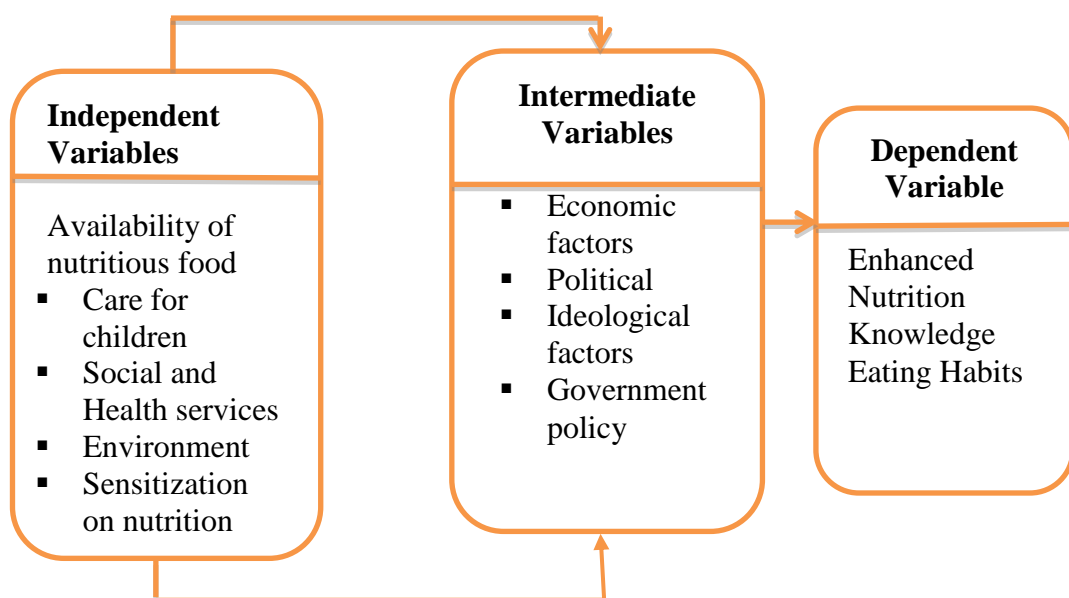 Independent
Variables
Availability of
nutritious food
▪ Care for
children
▪ Social and
Health services
▪ Environment
▪ Sensitization
on nutrition
Intermediate
Variables
▪ Economic
factors
▪ Political
▪ Ideological
factors
▪ Government
policy
Dependent
Variable
Enhanced
Nutrition
Knowledge
Eating Habits